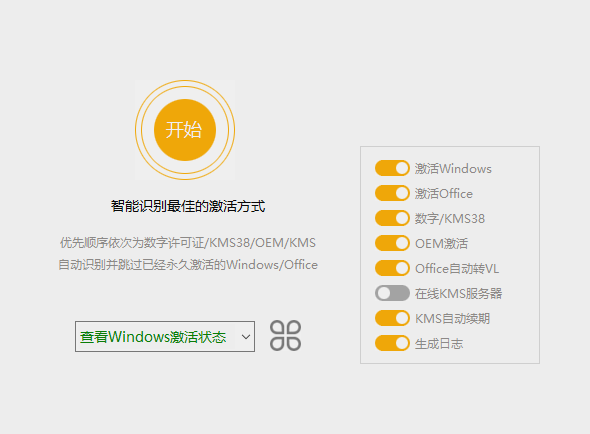 开始
智能识别最佳的激活方式
优先顺序依次为数字许可证/KMS38/OEM/KMS
自动识别并跳过已经永久激活的Windows/Office
查看Windows激活状态
激活Windows
激活Office
数字/KMS38
OEM激活
Office自动转VL
在线KMS服务器
KMS自动续期
生成日志